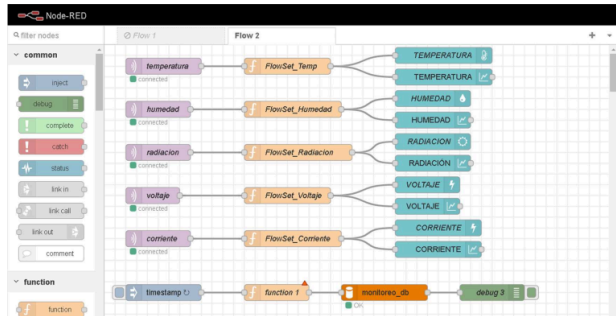 Node-RED
filter nodes
Flow 1
Flow 2
common
inject
debug
complete
catch
status
link in
link call
link out
comment
function
function
temperatura
connected
FlowSet_Temp
TEMPERATURA
TEMPERATURA
humedad
connected
FlowSet_Humedad
HUMEDAD
HUMEDAD
radiacion
connected
FlowSet_Radiacion
RADIACION
RADIACIÓN
voltaje
connected
FlowSet_Voltaje
VOLTAJE
VOLTAJE
corriente
connected
FlowSet_Corriente
CORRIENTE
CORRIENTE
timestamp
function 1
monitoreo_db
OK
debug 3